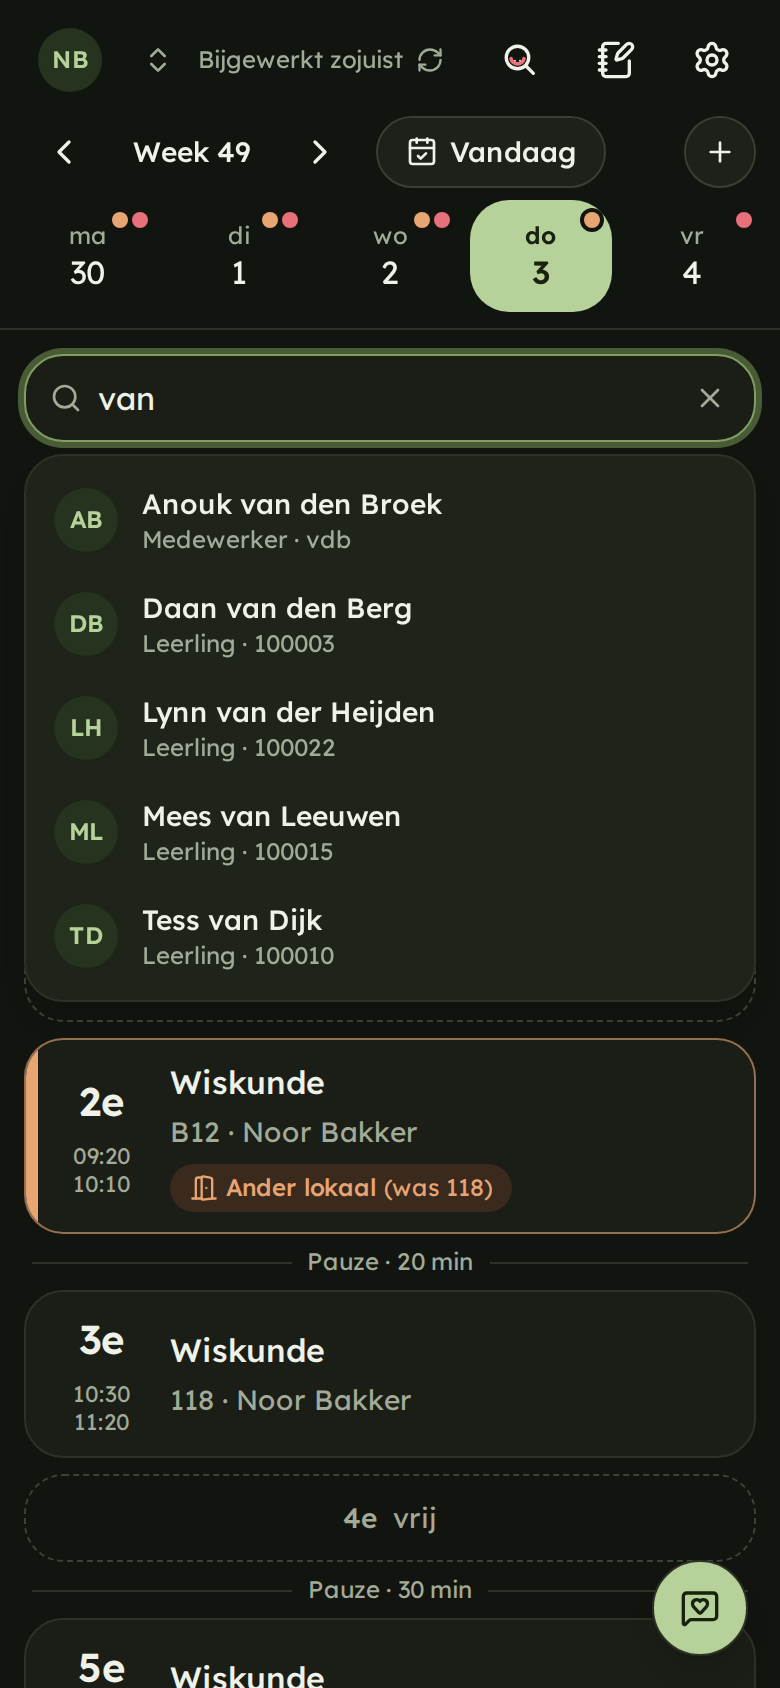 NB Bijgewerkt zojuist
Week 49 Vandaag
ma di wo do vr
30 1 2 3 4
van
AB Anouk van den Broek
Medewerker · vdb
DB Daan van den Berg
Leerling · 100003
LH Lynn van der Heijden
Leerling · 100022
ML Mees van Leeuwen
Leerling · 100015
TD Tess van Dijk
Leerling · 100010
2e Wiskunde
B12 · Noor Bakker
09:20
10:10
Ander lokaal (was 118)
Pauze · 20 min
3e Wiskunde
118 · Noor Bakker
10:30
11:20
4e vrij
Pauze · 30 min
5e Wiskunde